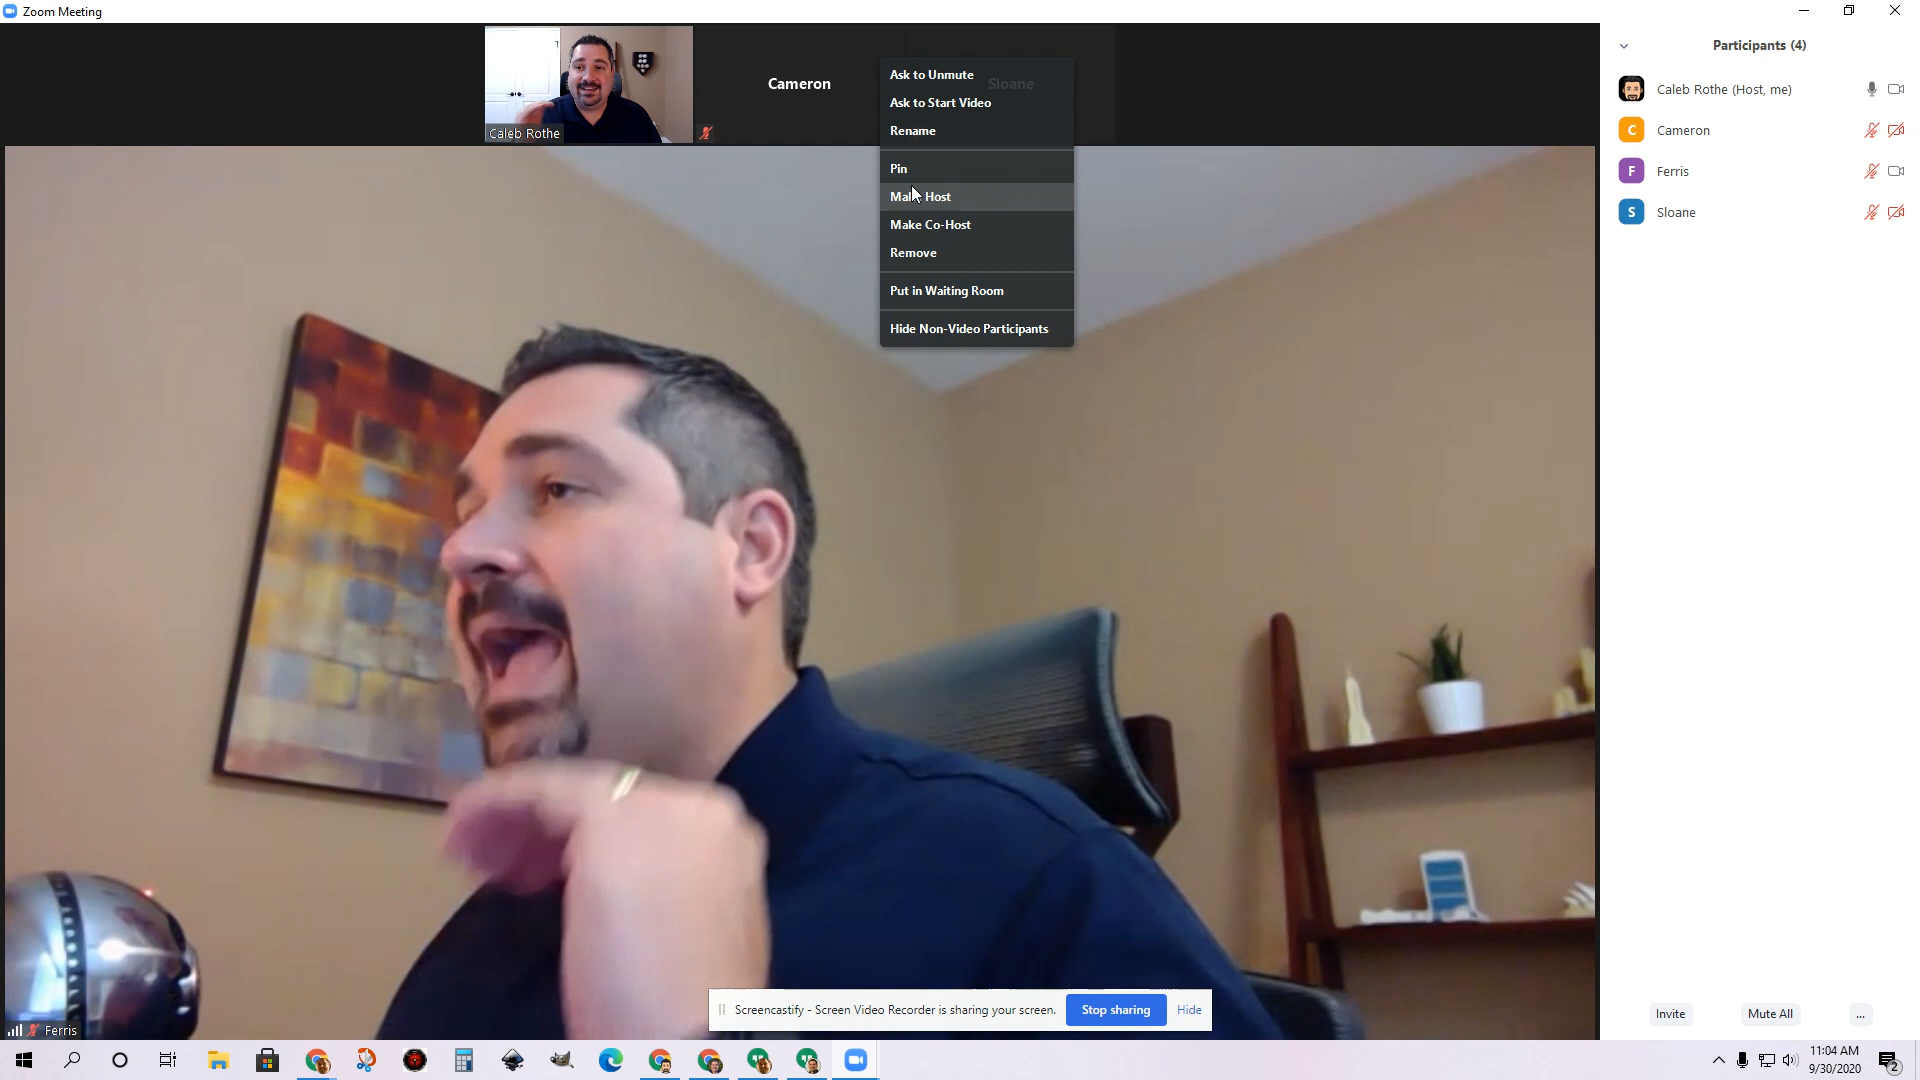 Zoom Meeting
Caleb Rothe
Cameron
Sloane
Ask to Unmute
Ask to Start Video
Rename
Pin
Make Host
Make Co-Host
Remove
Put in Waiting Room
Hide Non-Video Participants
Participants (4)
Caleb Rothe (Host, me)
C
Cameron
F
Ferris
S
Sloane
Ferris
Screencastify - Screen Video Recorder is sharing your screen.
Stop sharing
Hide
Invite
Mute All
...
11:04 AM
9/30/2020
2